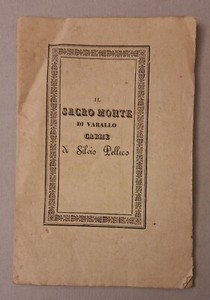 IL
SACRO MONTE
DI VARALLO
CARME
di Silvio Pellico